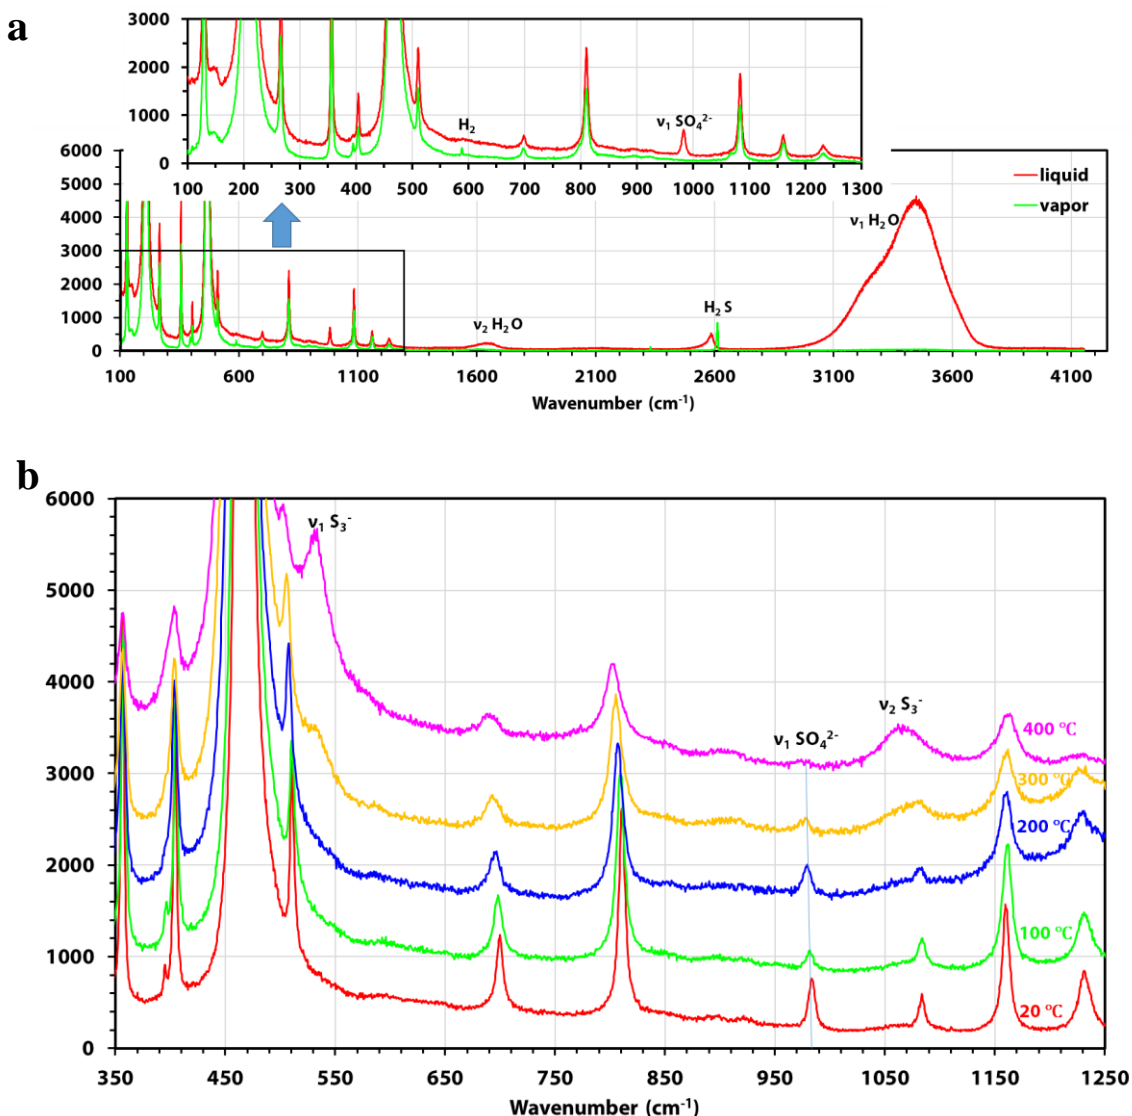 a
3000
2000
1000
0
H₂
ν₁ SO₄²⁻
100 200 300 400 500 600 700 800 900 1000 1100 1200 1300
6000
5000
4000
3000
2000
1000
0
liquid
vapor
ν₁ H₂O
ν₂ H₂O
H₂ S
100 600 1100 1600 2100 2600 3100 3600 4100
Wavenumber (cm⁻¹)
b
6000
5000
4000
3000
2000
1000
0
ν₁ S₃⁻
ν₂ S₃⁻
ν₁ SO₄²⁻
400 ℃
300 ℃
200 ℃
100 ℃
20 ℃
350 450 550 650 750 850 950 1050 1150 1250
Wavenumber (cm⁻¹)